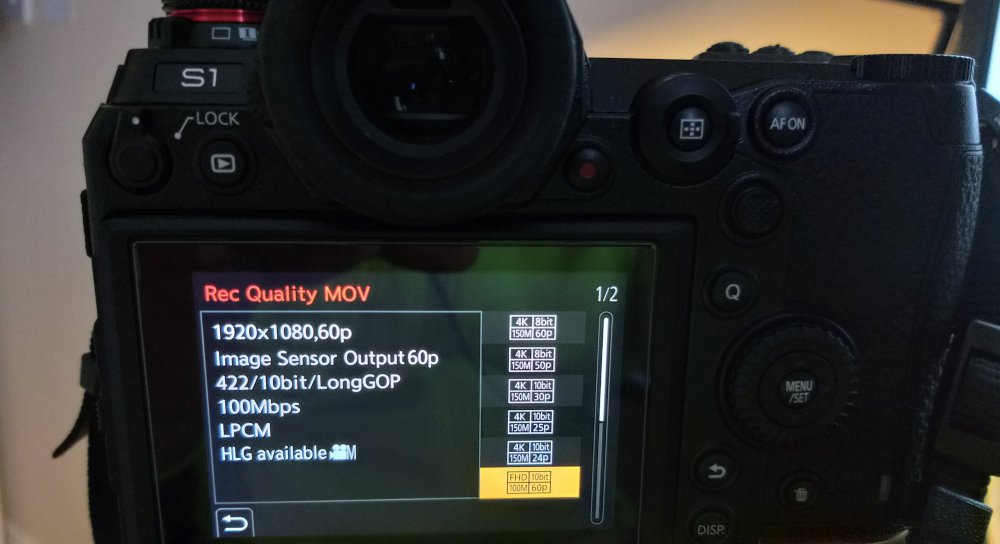 S1
LOCK
AF ON
Q
MENU
/SET
DISP.
Rec Quality MOV
1/2
1920x1080,60p
Image Sensor Output 60p
422/10bit/LongGOP
100Mbps
LPCM
HLG available M
4K 8bit
150M 60p
4K 8bit
150M 50p
4K 10bit
150M 30p
4K 10bit
150M 25p
4K 10bit
150M 24p
FHD 10bit
100M 60p